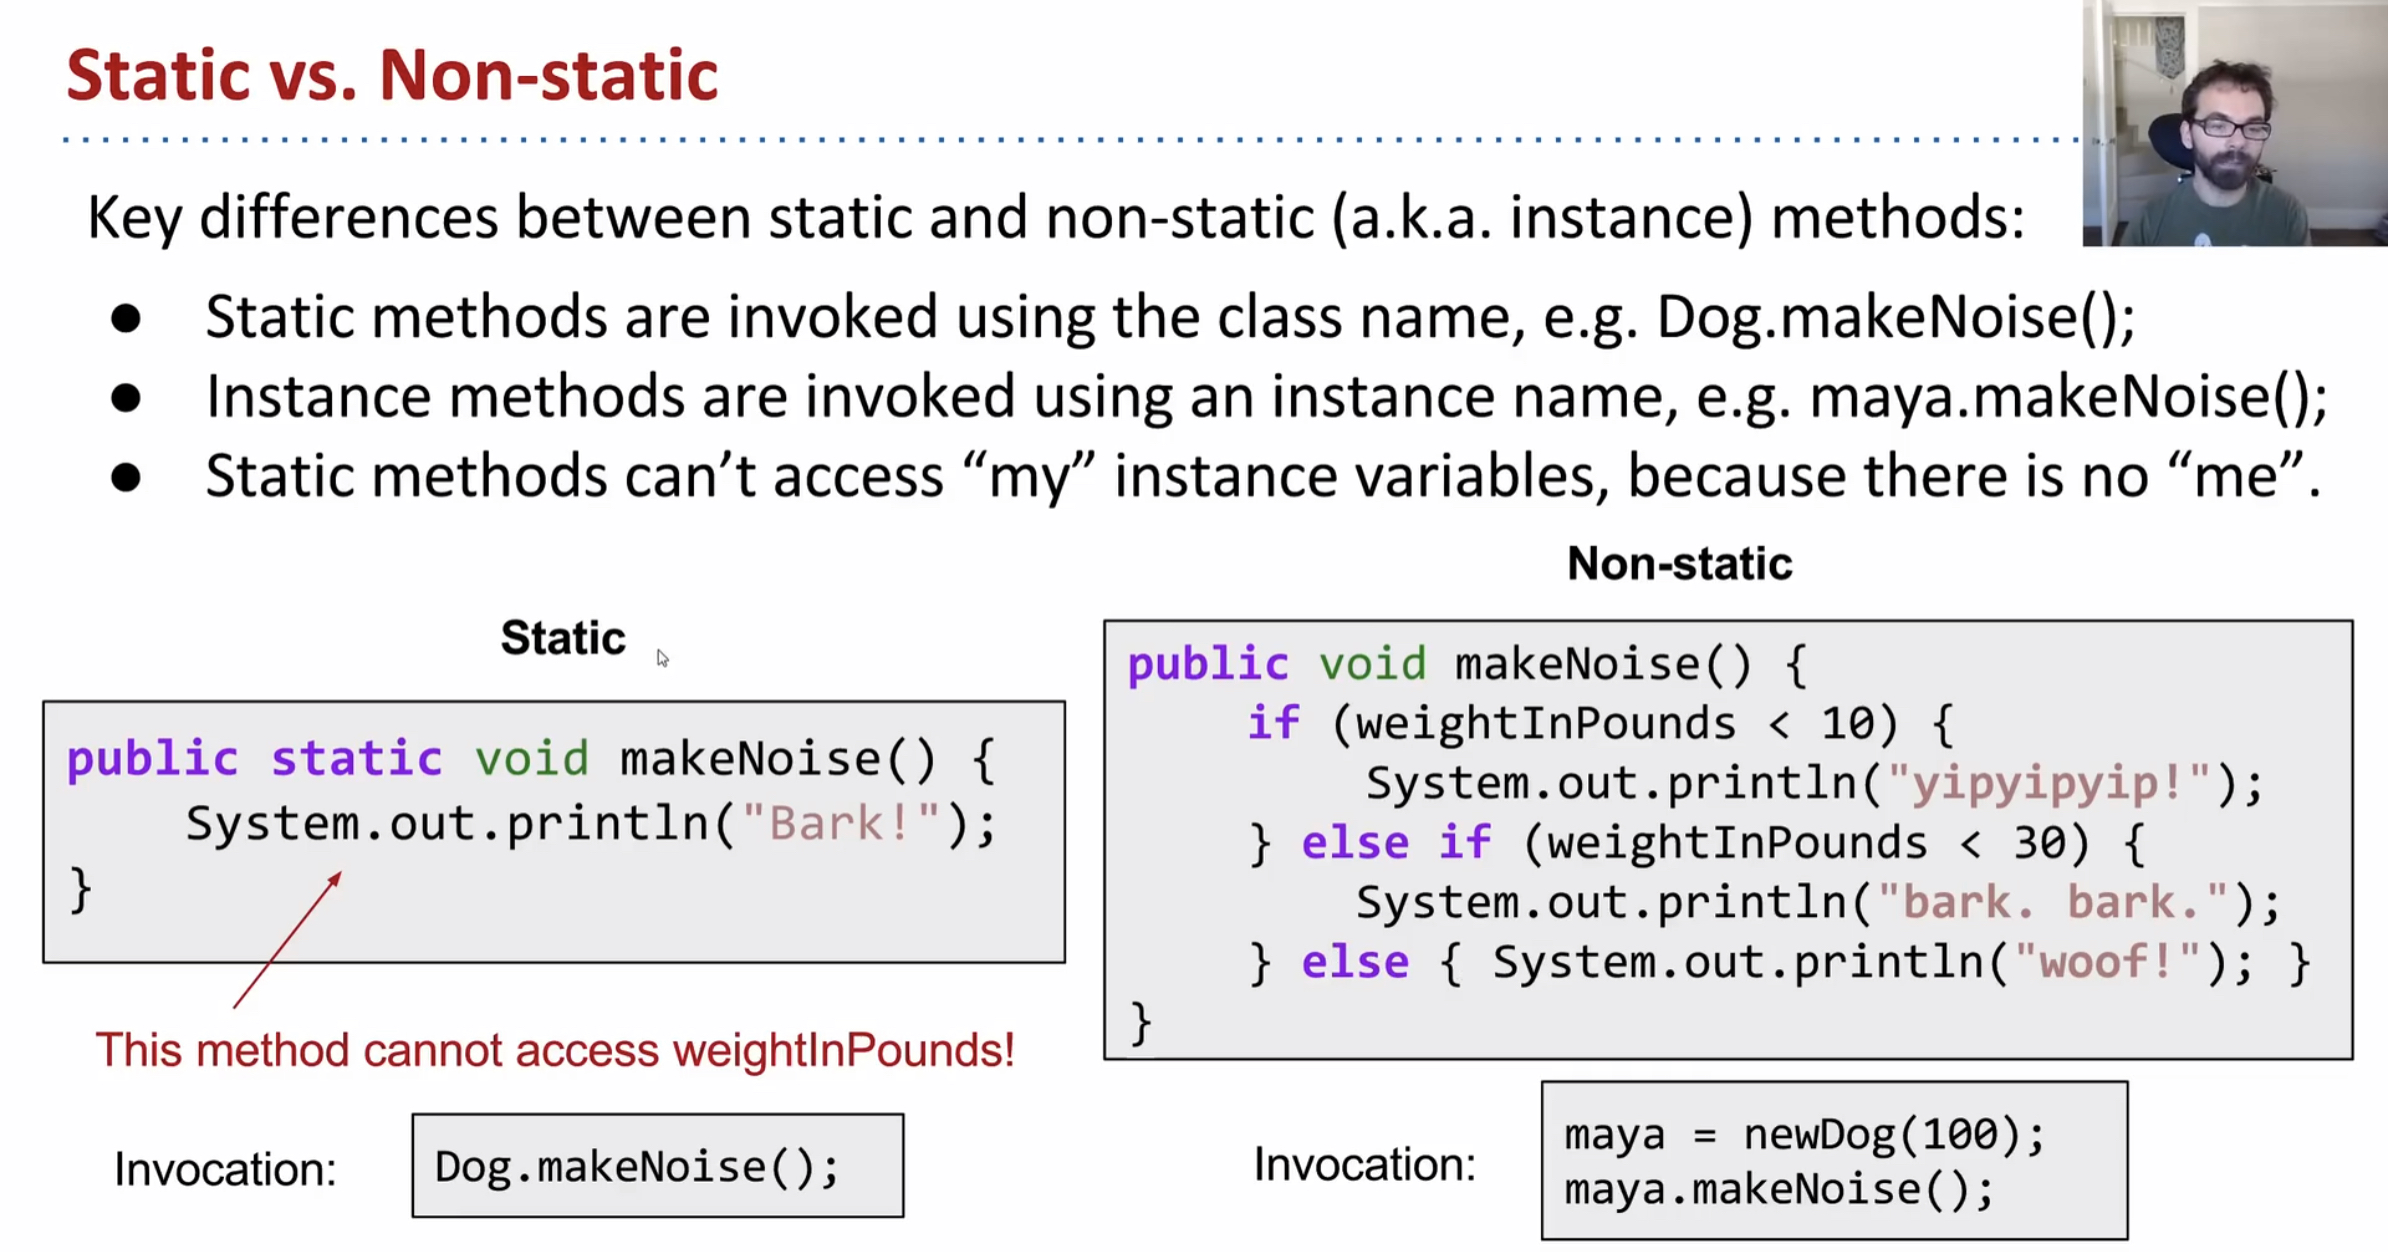 Static vs. Non-static
Key differences between static and non-static (a.k.a. instance) methods:
● Static methods are invoked using the class name, e.g. Dog.makeNoise();
● Instance methods are invoked using an instance name, e.g. maya.makeNoise();
● Static methods can’t access “my” instance variables, because there is no “me”.
Static
public static void makeNoise() {
    System.out.println("Bark!");
}
This method cannot access weightInPounds!
Invocation:
Dog.makeNoise();
Non-static
public void makeNoise() {
    if (weightInPounds < 10) {
        System.out.println("yipyipyip!");
    } else if (weightInPounds < 30) {
        System.out.println("bark. bark.");
    } else { System.out.println("woof!"); }
}
Invocation:
maya = newDog(100);
maya.makeNoise();